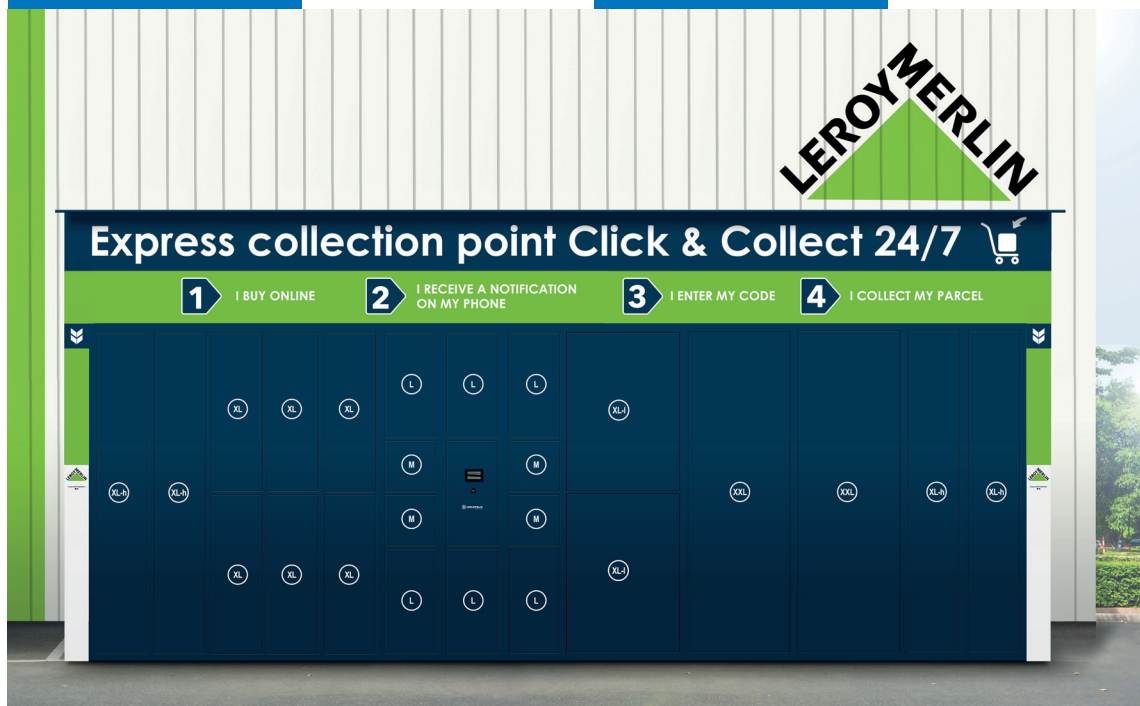 LEROY MERLIN
Express collection point Click & Collect 24/7
1 I BUY ONLINE
2 I RECEIVE A NOTIFICATION
ON MY PHONE
3 I ENTER MY CODE
4 I COLLECT MY PARCEL
L L L
XL XL XL
XL-l
M M
XL-h XL-h
XXL XXL
XL-h XL-h
M M
XL XL XL
XL-l
L L L